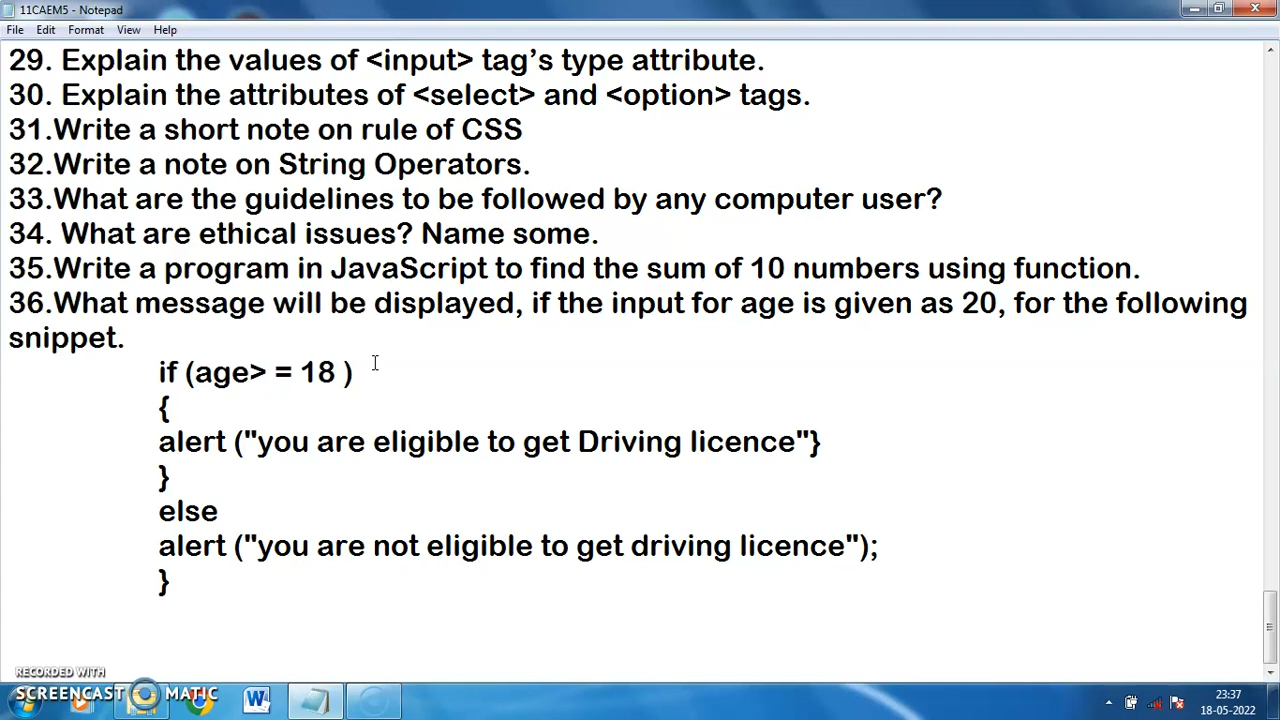 11CAEM5 - Notepad
File Edit Format View Help
29. Explain the values of <input> tag’s type attribute.
30. Explain the attributes of <select> and <option> tags.
31.Write a short note on rule of CSS
32.Write a note on String Operators.
33.What are the guidelines to be followed by any computer user?
34. What are ethical issues? Name some.
35.Write a program in JavaScript to find the sum of 10 numbers using function.
36.What message will be displayed, if the input for age is given as 20, for the following
snippet.
if (age> = 18 )
{
alert ("you are eligible to get Driving licence"}
}
else
alert ("you are not eligible to get driving licence");
}
RECORDED WITH
SCREENCAST MATIC
23:37
18-05-2022